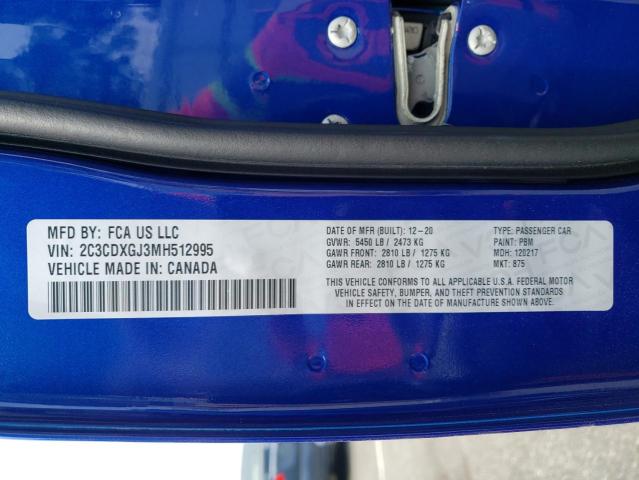 MFD BY: FCA US LLC
VIN: 2C3CDXGJ3MH512995
VEHICLE MADE IN: CANADA
DATE OF MFR (BUILT): 12-20
GVWR: 5450 LB / 2473 KG
GAWR FRONT: 2810 LB / 1275 KG
GAWR REAR: 2810 LB / 1275 KG
TYPE: PASSENGER CAR
PAINT: PBM
MDH: 120217
MKT: 875
THIS VEHICLE CONFORMS TO ALL APPLICABLE U.S.A. FEDERAL MOTOR
VEHICLE SAFETY, BUMPER, AND THEFT PREVENTION STANDARDS
IN EFFECT ON THE DATE OF MANUFACTURE SHOWN ABOVE.